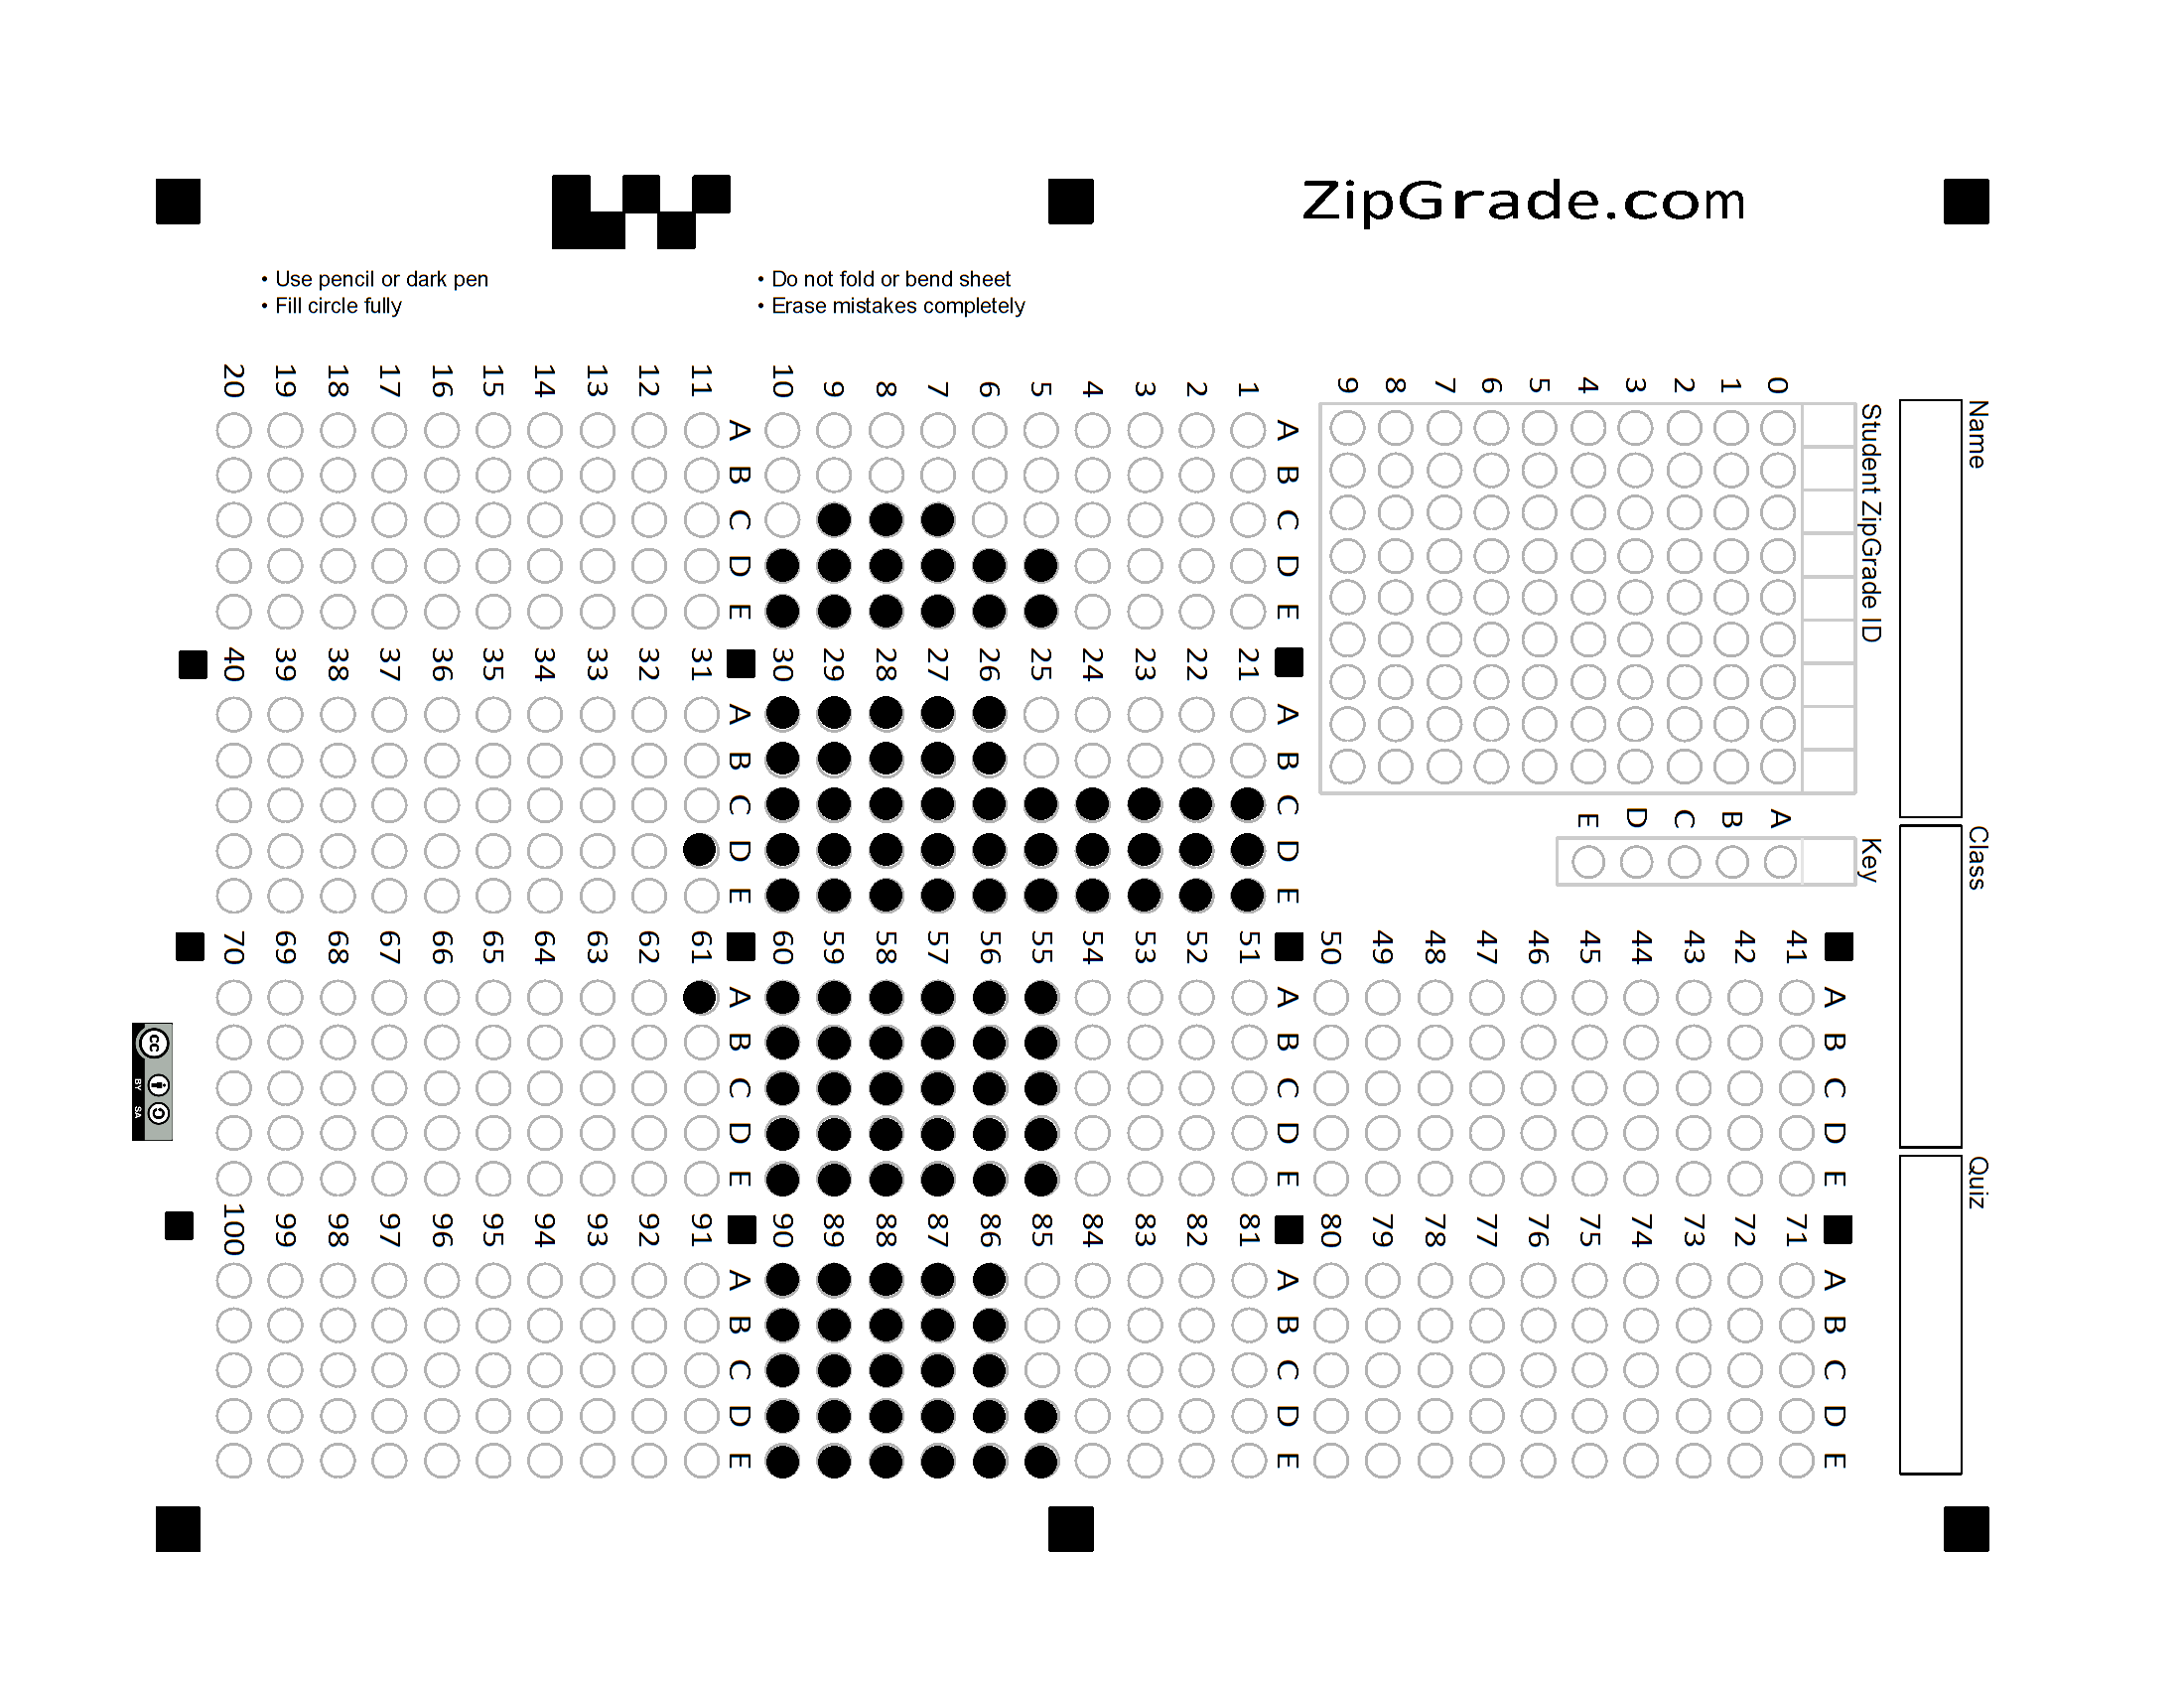 ZipGrade.com
• Use pencil or dark pen
• Fill circle fully
• Do not fold or bend sheet
• Erase mistakes completely
Name
Class
Quiz
Student ZipGrade ID
0 1 2 3 4 5 6 7 8 9
Key
A B C D E
20 19 18 17 16 15 14 13 12 11 10 9 8 7 6 5 4 3 2 1
A A
B B
C C
D D
E E
40 39 38 37 36 35 34 33 32 31 30 29 28 27 26 25 24 23 22 21
A A
B B
C C
D D
E E
70 69 68 67 66 65 64 63 62 61 60 59 58 57 56 55 54 53 52 51 50 49 48 47 46 45 44 43 42 41
A A A
B B B
C C C
D D D
E E E
100 99 98 97 96 95 94 93 92 91 90 89 88 87 86 85 84 83 82 81 80 79 78 77 76 75 74 73 72 71
A A A
B B B
C C C
D D D
E E E
cc
BY SA